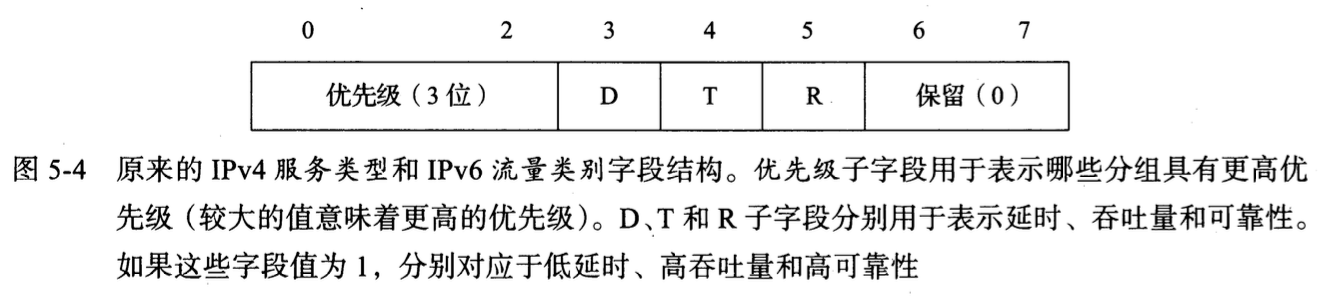 0 2 3 4 5 6 7
优先级（3 位） D T R 保留（0）
图 5-4 原来的 IPv4 服务类型和 IPv6 流量类别字段结构。优先级子字段用于表示哪些分组具有更高优
先级（较大的值意味着更高的优先级）。D、T 和 R 子字段分别用于表示延时、吞吐量和可靠性。
如果这些字段值为 1，分别对应于低延时、高吞吐量和高可靠性